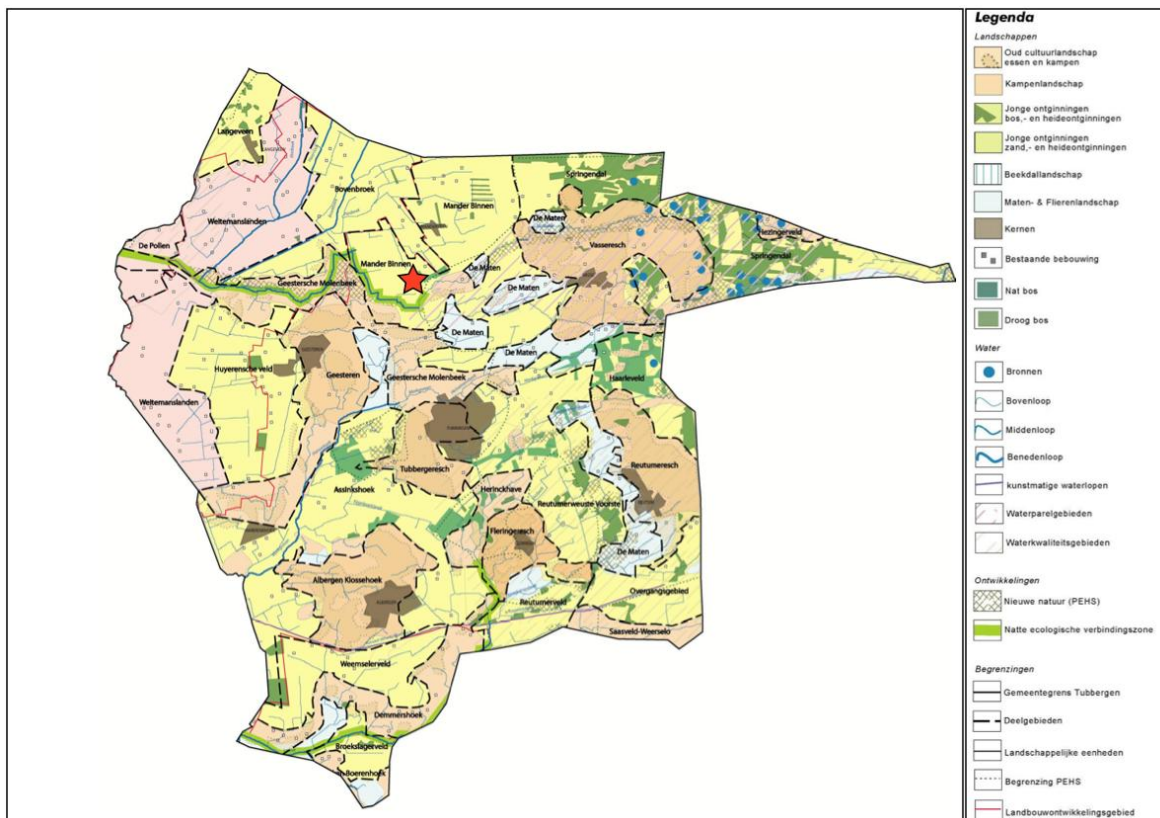 Langeveen
Bovenbroek
Springendal
Mander Binnen
Weitemanslanden
De Maten
Hezingerveld
Vasseresch
De Pollen
Springendal
Mander Binnen
De Maten
Geestersche Molenbeek
De Maten
De Maten
De Maten
Haarleveld
Huyerensche veld
Geesteren
Geestersche Molenbeek
Weitemanslanden
Tubbergeresch
Reutumeresch
Assinkshoek
Herinckhave
Reutumerweuste Voorste
Fleringeresch
De Maten
Albergen Klossehoek
Reutumerveld
Overgangsgebied
Saasveld-Weerselo
Weemselerveld
Demmershoek
Broekslagerveld
Boerenhoek
Legenda
Landschappen
Oud cultuurlandschap
essen en kampen
Kampenlandschap
Jonge ontginningen
bos,- en heideontginningen
Jonge ontginningen
zand,- en heideontginningen
Beekdallandschap
Maten- & Flierenlandschap
Kernen
Bestaande bebouwing
Nat bos
Droog bos
Water
Bronnen
Bovenloop
Middenloop
Benedenloop
kunstmatige waterlopen
Waterparelgebieden
Waterkwaliteitsgebieden
Ontwikkelingen
Nieuwe natuur (PEHS)
Natte ecologische verbindingszone
Begrenzingen
Gemeentegrens Tubbergen
Deelgebieden
Landschappelijke eenheden
Begrenzing PEHS
Landbouwontwikkelingsgebied